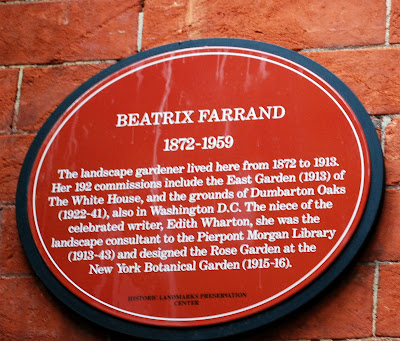 BEATRIX FARRAND
1872-1959
The landscape gardener lived here from 1872 to 1913.
Her 192 commissions include the East Garden (1913) of
The White House, and the grounds of Dumbarton Oaks
(1922-41), also in Washington D.C. The niece of the
celebrated writer, Edith Wharton, she was the
landscape consultant to the Pierpont Morgan Library
(1913-43) and designed the Rose Garden at the
New York Botanical Garden (1915-16).
HISTORIC LANDMARKS PRESERVATION
CENTER